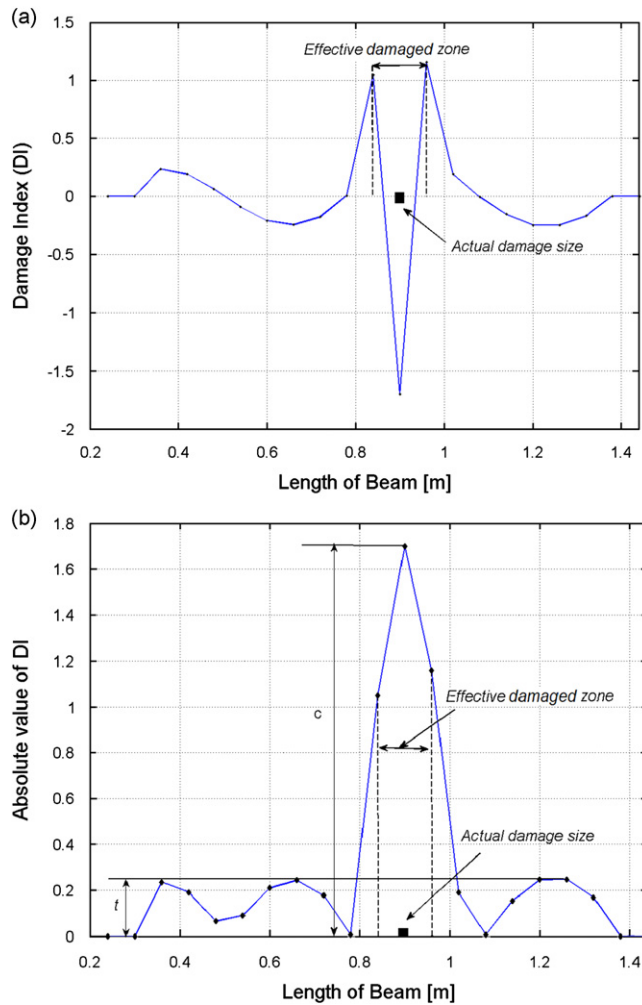 (a)
1.5
1
0.5
0
-0.5
-1
-1.5
-2
Damage Index (DI)
Effective damaged zone
Actual damage size
0.2 0.4 0.6 0.8 1 1.2 1.4
Length of Beam [m]
(b)
1.8
1.6
1.4
1.2
1
0.8
0.6
0.4
0.2
0
Absolute value of DI
c
Effective damaged zone
Actual damage size
t
0.2 0.4 0.6 0.8 1 1.2 1.4
Length of Beam [m]